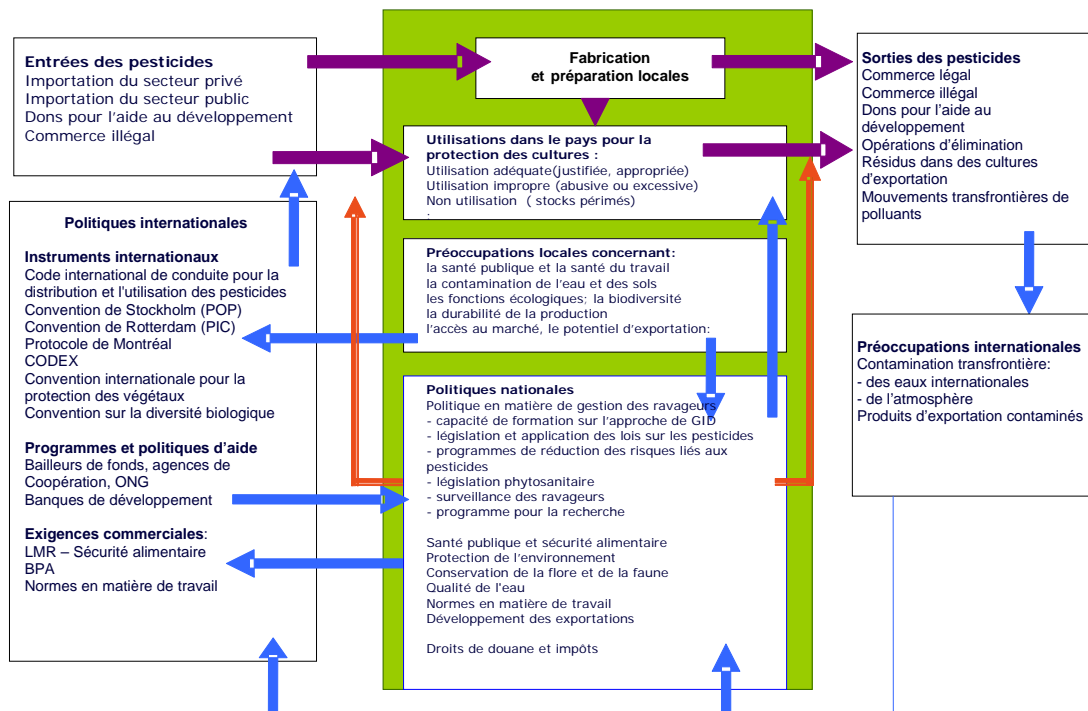 Entrées des pesticides
Importation du secteur privé
Importation du secteur public
Dons pour l'aide au développement
Commerce illégal
Fabrication
et préparation locales
Sorties des pesticides
Commerce légal
Commerce illégal
Dons pour l'aide au
développement
Opérations d'élimination
Résidus dans des cultures
d'exportation
Mouvements transfrontières de
polluants
Utilisations dans le pays pour la
protection des cultures :
Utilisation adéquate(justifiée, appropriée)
Utilisation impropre (abusive ou excessive)
Non utilisation ( stocks périmés)
:
Politiques internationales
Instruments internationaux
Code international de conduite pour la
distribution et l'utilisation des pesticides
Convention de Stockholm (POP)
Convention de Rotterdam (PIC)
Protocole de Montréal
CODEX
Convention internationale pour la
protection des végétaux
Convention sur la diversité biologique
Programmes et politiques d'aide
Bailleurs de fonds, agences de
Coopération, ONG
Banques de développement
Exigences commerciales:
LMR – Sécurité alimentaire
BPA
Normes en matière de travail
Préoccupations locales concernant:
la santé publique et la santé du travail
la contamination de l'eau et des sols
les fonctions écologiques; la biodiversité
la durabilité de la production
l'accès au marché, le potentiel d'exportation:
Politiques nationales
Politique en matière de gestion des ravageurs
- capacité de formation sur l'approche de GID
- législation et application des lois sur les pesticides
- programmes de réduction des risques liés aux
pesticides
- législation phytosanitaire
- surveillance des ravageurs
- programme pour la recherche
Santé publique et sécurité alimentaire
Protection de l'environnement
Conservation de la flore et de la faune
Qualité de l'eau
Normes en matière de travail
Développement des exportations
Droits de douane et impôts
Préoccupations internationales
Contamination transfrontière:
- des eaux internationales
- de l'atmosphère
Produits d'exportation contaminés